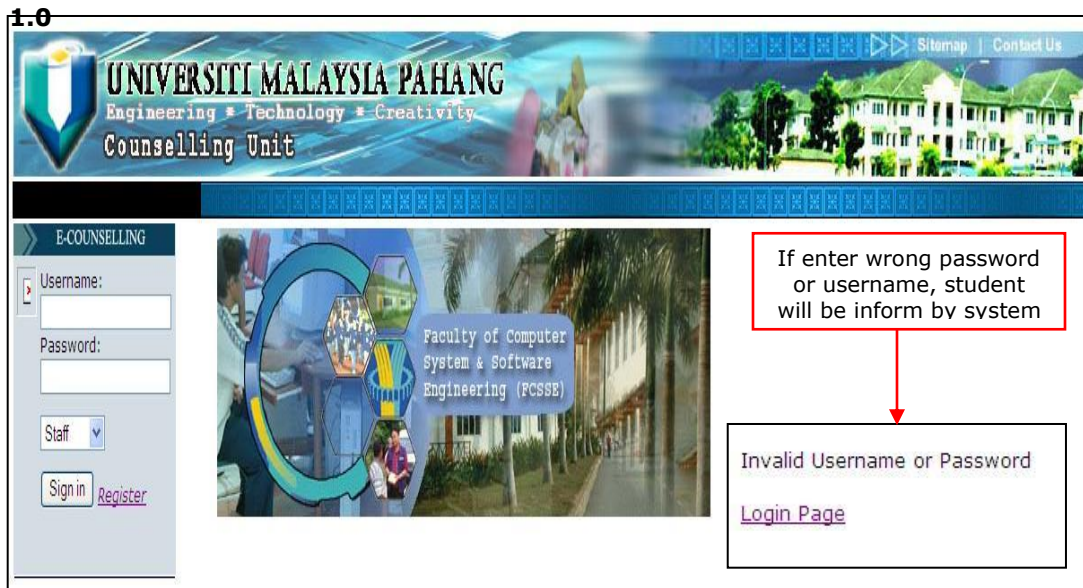 1.0
Sitemap | Contact Us
UNIVERSITI MALAYSIA PAHANG
Engineering * Technology * Creativity
Counselling Unit
E-COUNSELLING
Username:
Password:
Staff
Sign in Register
Faculty of Computer
System & Software
Engineering (FCSSE)
If enter wrong password
or username, student
will be inform by system
Invalid Username or Password
Login Page